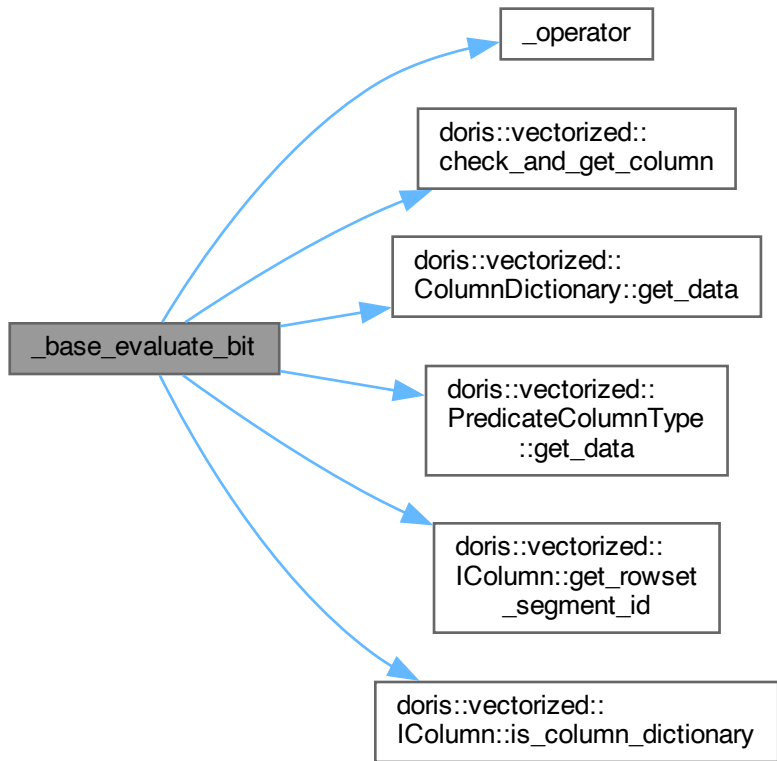 _operator
doris::vectorized::
check_and_get_column
doris::vectorized::
ColumnDictionary::get_data
_base_evaluate_bit
doris::vectorized::
PredicateColumnType
::get_data
doris::vectorized::
IColumn::get_rowset
_segment_id
doris::vectorized::
IColumn::is_column_dictionary